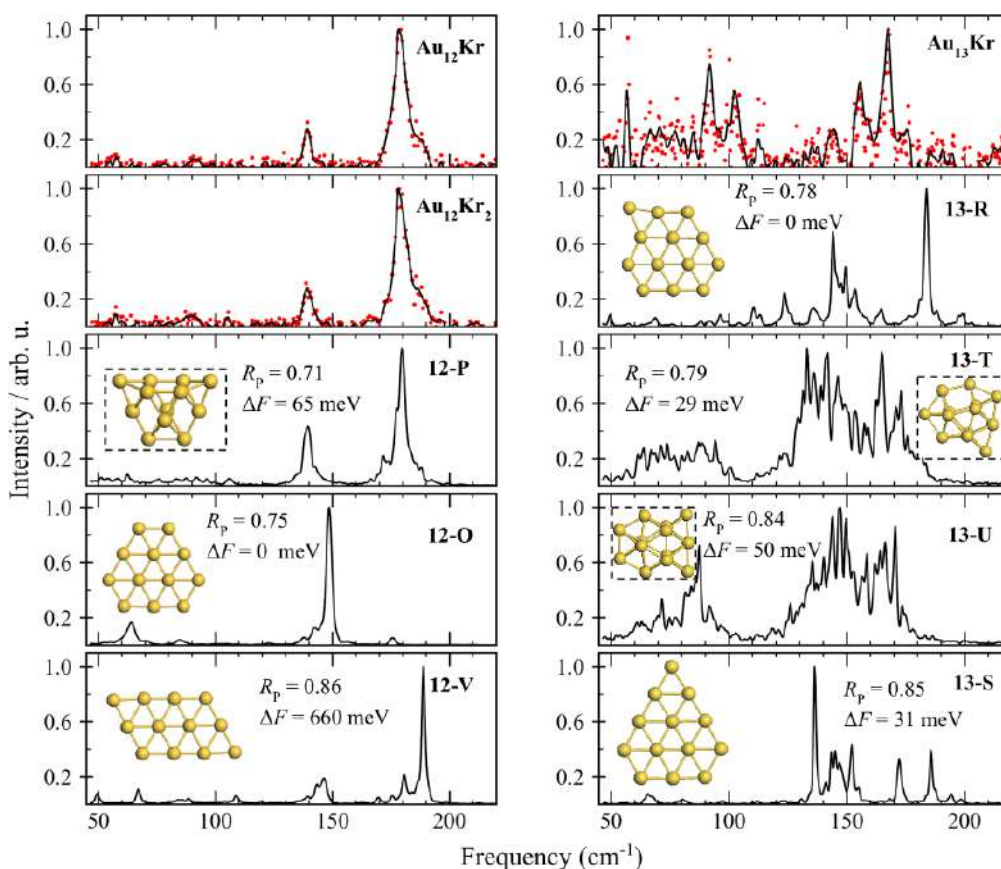 Intensity / arb. u.
1.0
0.6
0.2
Au12Kr
1.0
0.6
0.2
Au12Kr2
1.0
0.6
0.2
12-P
RP = 0.71
ΔF = 65 meV
1.0
0.6
0.2
12-O
RP = 0.75
ΔF = 0 meV
1.0
0.6
0.2
12-V
RP = 0.86
ΔF = 660 meV
50 100 150 200
1.0
0.6
0.2
Au13Kr
1.0
0.6
0.2
13-R
RP = 0.78
ΔF = 0 meV
1.0
0.6
0.2
13-T
RP = 0.79
ΔF = 29 meV
1.0
0.6
0.2
13-U
RP = 0.84
ΔF = 50 meV
1.0
0.6
0.2
13-S
RP = 0.85
ΔF = 31 meV
50 100 150 200
Frequency (cm-1)